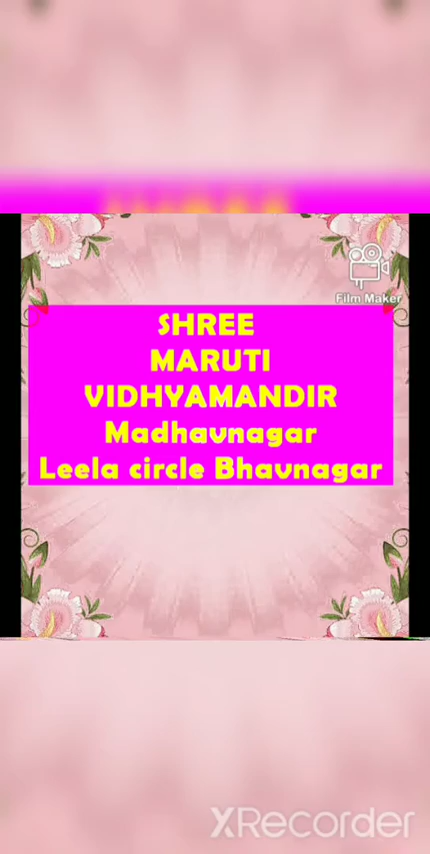 Film Maker
SHREE
MARUTI
VIDHYAMANDIR
Madhavnagar
Leela circle Bhavnagar
XRecorder